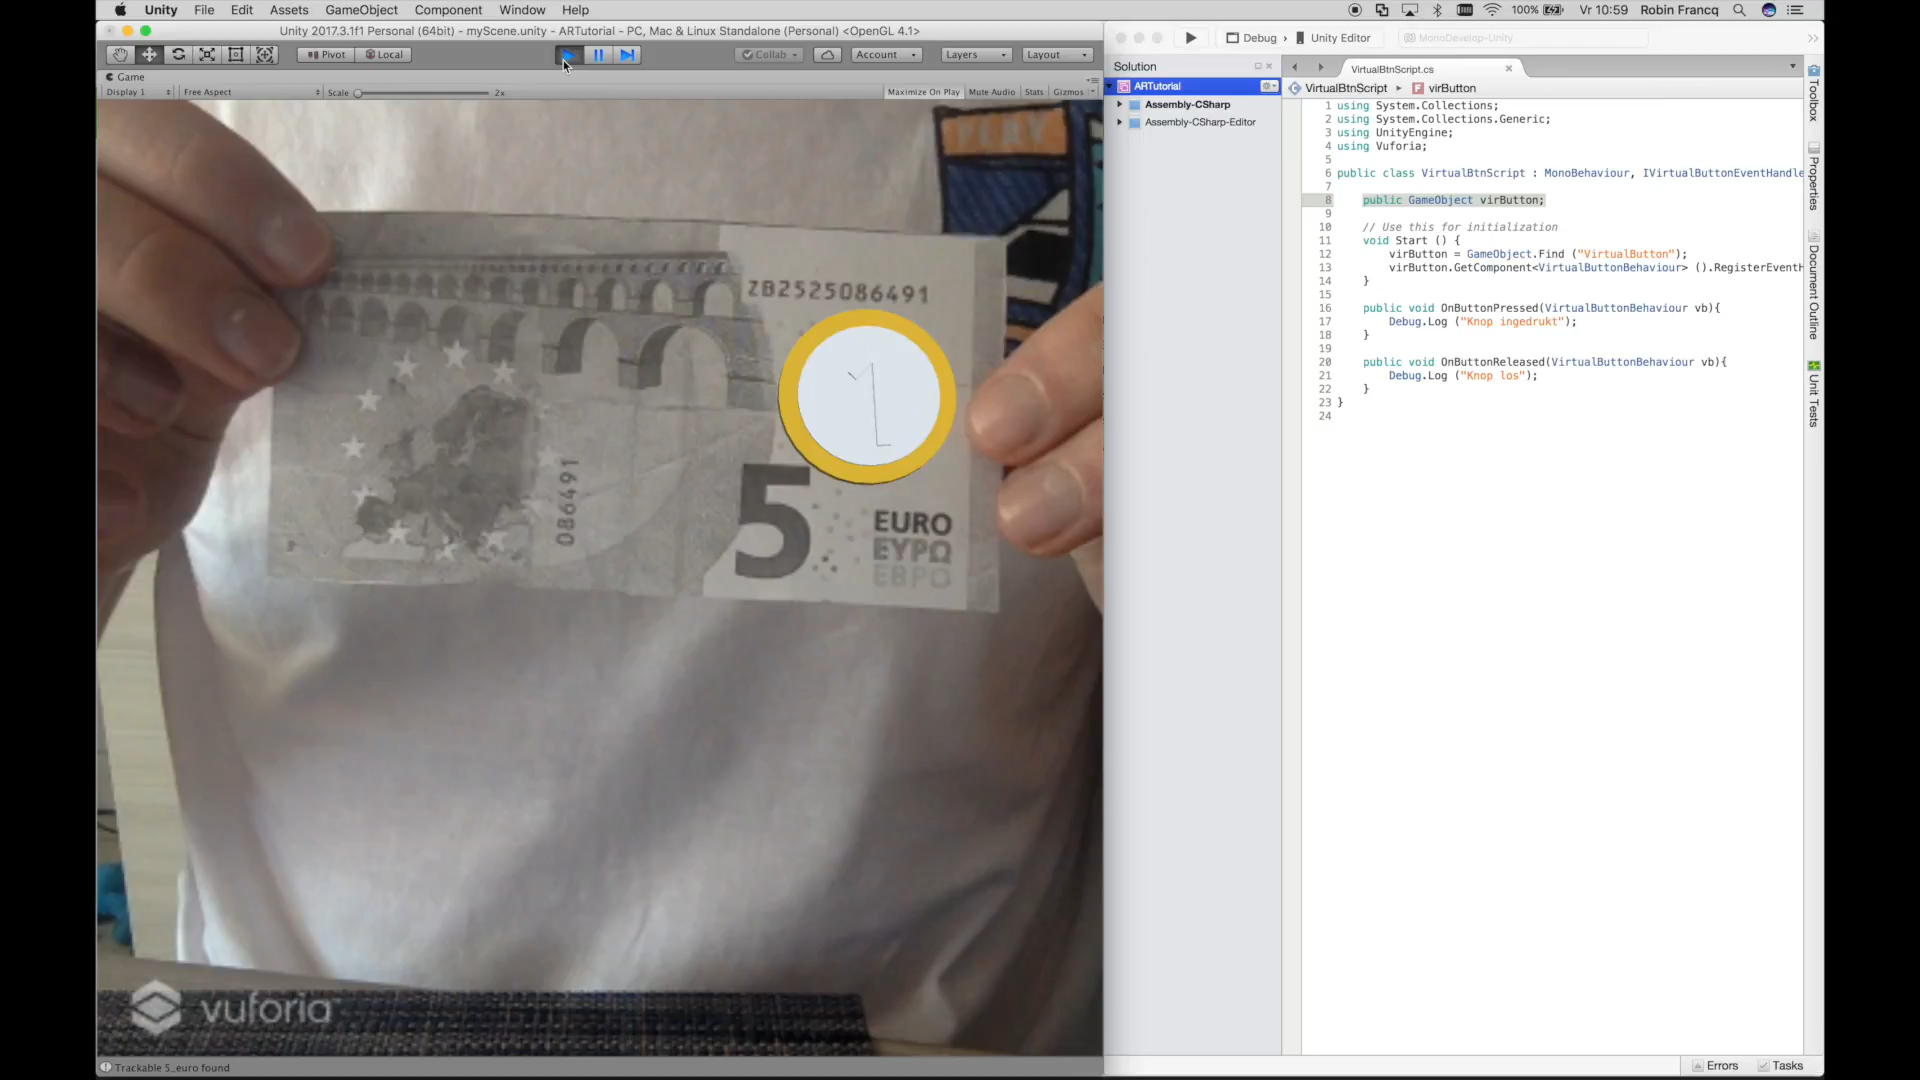 Unity File Edit Assets GameObject Component Window Help
100% Vr 10:59 Robin Francq
Unity 2017.3.1f1 Personal (64bit) - myScene.unity - ARTutorial - PC, Mac & Linux Standalone (Personal) <OpenGL 4.1>
Pivot Local Collab Account Layers Layout
Game
Display 1 Free Aspect Scale 2x Maximize On Play Mute Audio Stats Gizmos
PLAY
ZB2525086491
1
086491
5
EURO
ΕΥΡΩ
ЕВРО
vuforia
Trackable 5_euro found
Debug › Unity Editor MonoDevelop-Unity
Solution
ARTutorial
Assembly-CSharp
Assembly-CSharp-Editor
VirtualBtnScript.cs
VirtualBtnScript virButton
1 using System.Collections;
2 using System.Collections.Generic;
3 using UnityEngine;
4 using Vuforia;
5
6 public class VirtualBtnScript : MonoBehaviour, IVirtualButtonEventHandle
7
8 public GameObject virButton;
9
10 // Use this for initialization
11 void Start () {
12 virButton = GameObject.Find ("VirtualButton");
13 virButton.GetComponent<VirtualButtonBehaviour> ().RegisterEventH
14 }
15
16 public void OnButtonPressed(VirtualButtonBehaviour vb){
17 Debug.Log ("Knop ingedrukt");
18 }
19
20 public void OnButtonReleased(VirtualButtonBehaviour vb){
21 Debug.Log ("Knop los");
22 }
23 }
24
Toolbox
Properties
Document Outline
Unit Tests
Errors Tasks